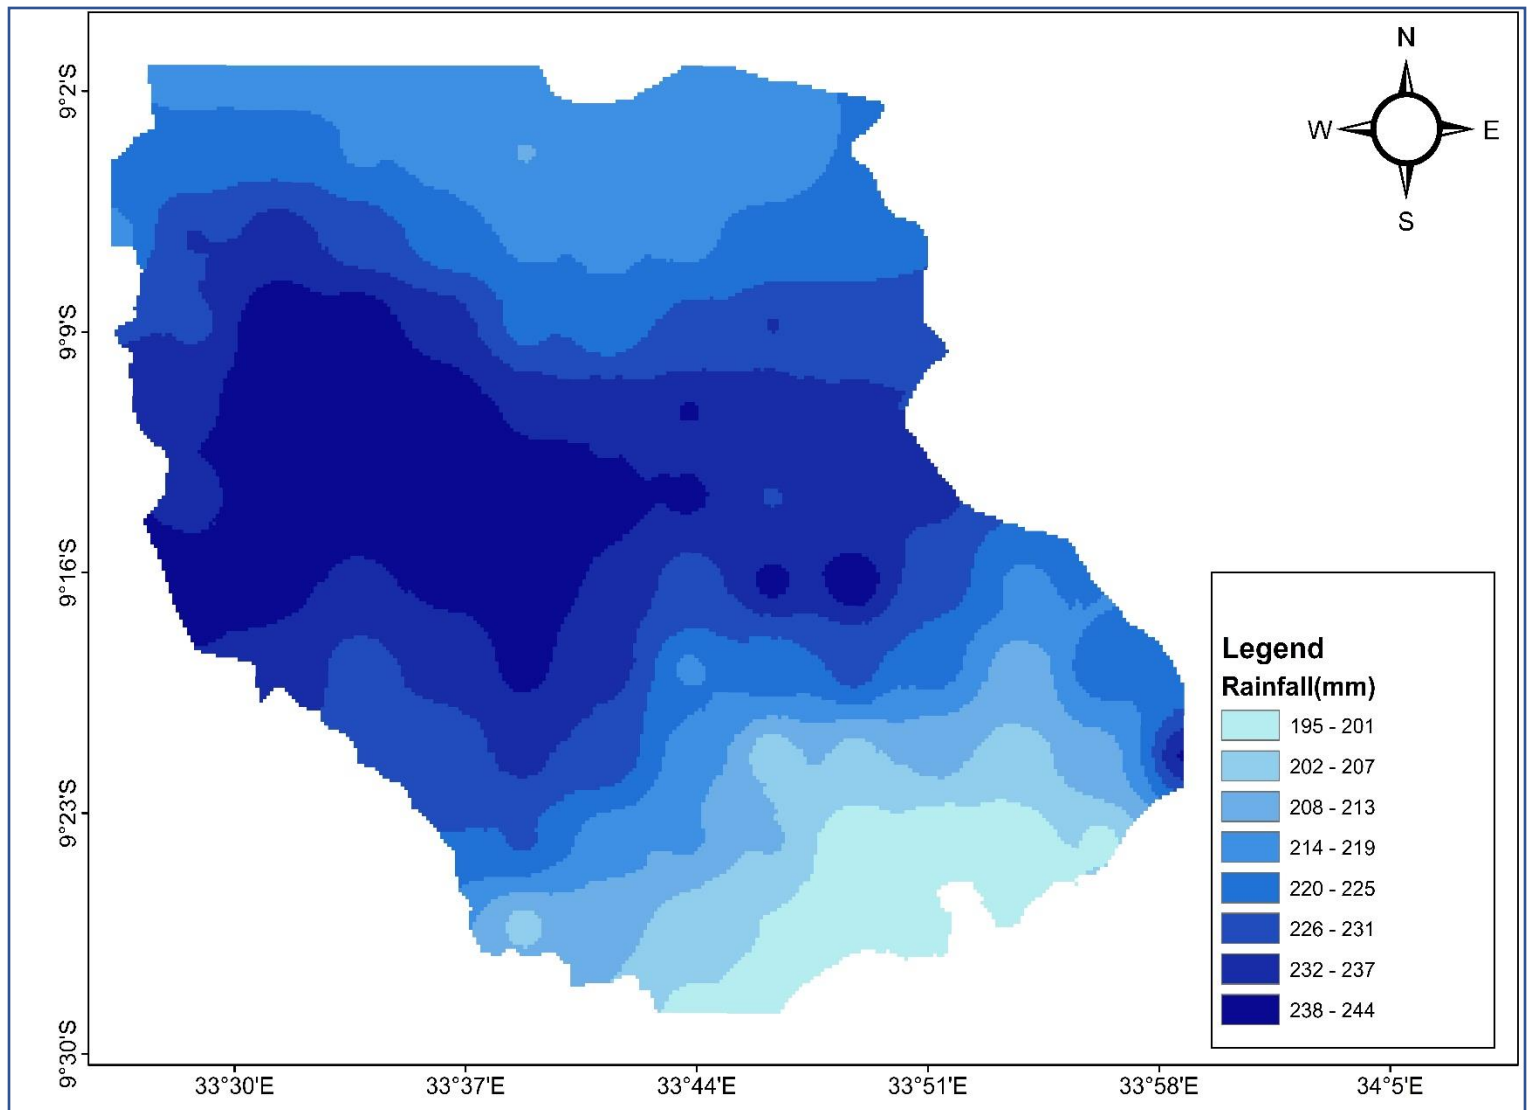 N
W E
S
9°2'S
9°9'S
9°16'S
9°23'S
9°30'S
Legend
Rainfall(mm)
195 - 201
202 - 207
208 - 213
214 - 219
220 - 225
226 - 231
232 - 237
238 - 244
33°30'E 33°37'E 33°44'E 33°51'E 33°58'E 34°5'E